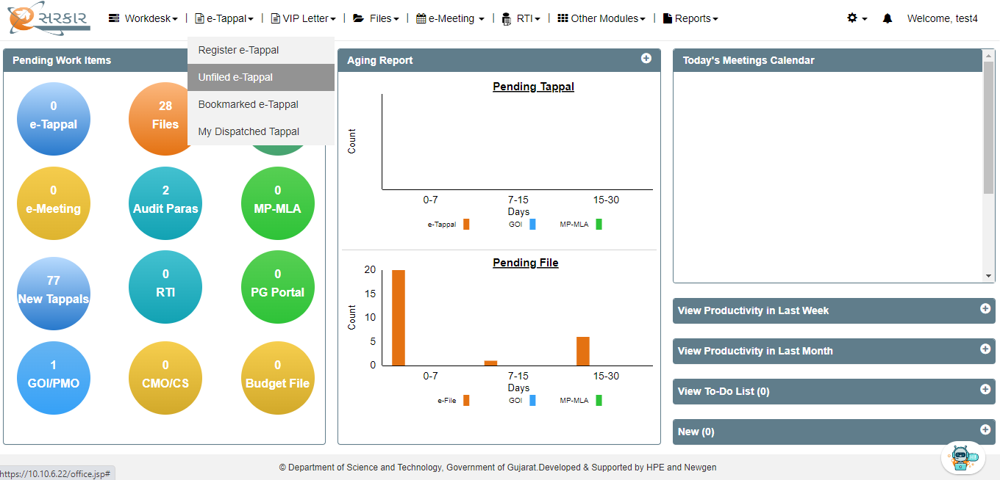 સરકાર
Workdesk
e-Tappal
VIP Letter
Files
e-Meeting
RTI
Other Modules
Reports
Welcome, test4
Register e-Tappal
Unfiled e-Tappal
Bookmarked e-Tappal
My Dispatched Tappal
Pending Work Items
0
e-Tappal
28
Files
0
e-Meeting
2
Audit Paras
0
MP-MLA
77
New Tappals
0
RTI
0
PG Portal
1
GOI/PMO
0
CMO/CS
0
Budget File
Aging Report
Pending Tappal
Count
0-7 7-15 15-30
Days
e-Tappal GOI MP-MLA
Pending File
20
15
10
5
0
Count
0-7 7-15 15-30
Days
e-File GOI MP-MLA
Today's Meetings Calendar
View Productivity in Last Week
View Productivity in Last Month
View To-Do List (0)
New (0)
© Department of Science and Technology, Government of Gujarat.Developed & Supported by HPE and Newgen
https://10.10.6.22/office.jsp#